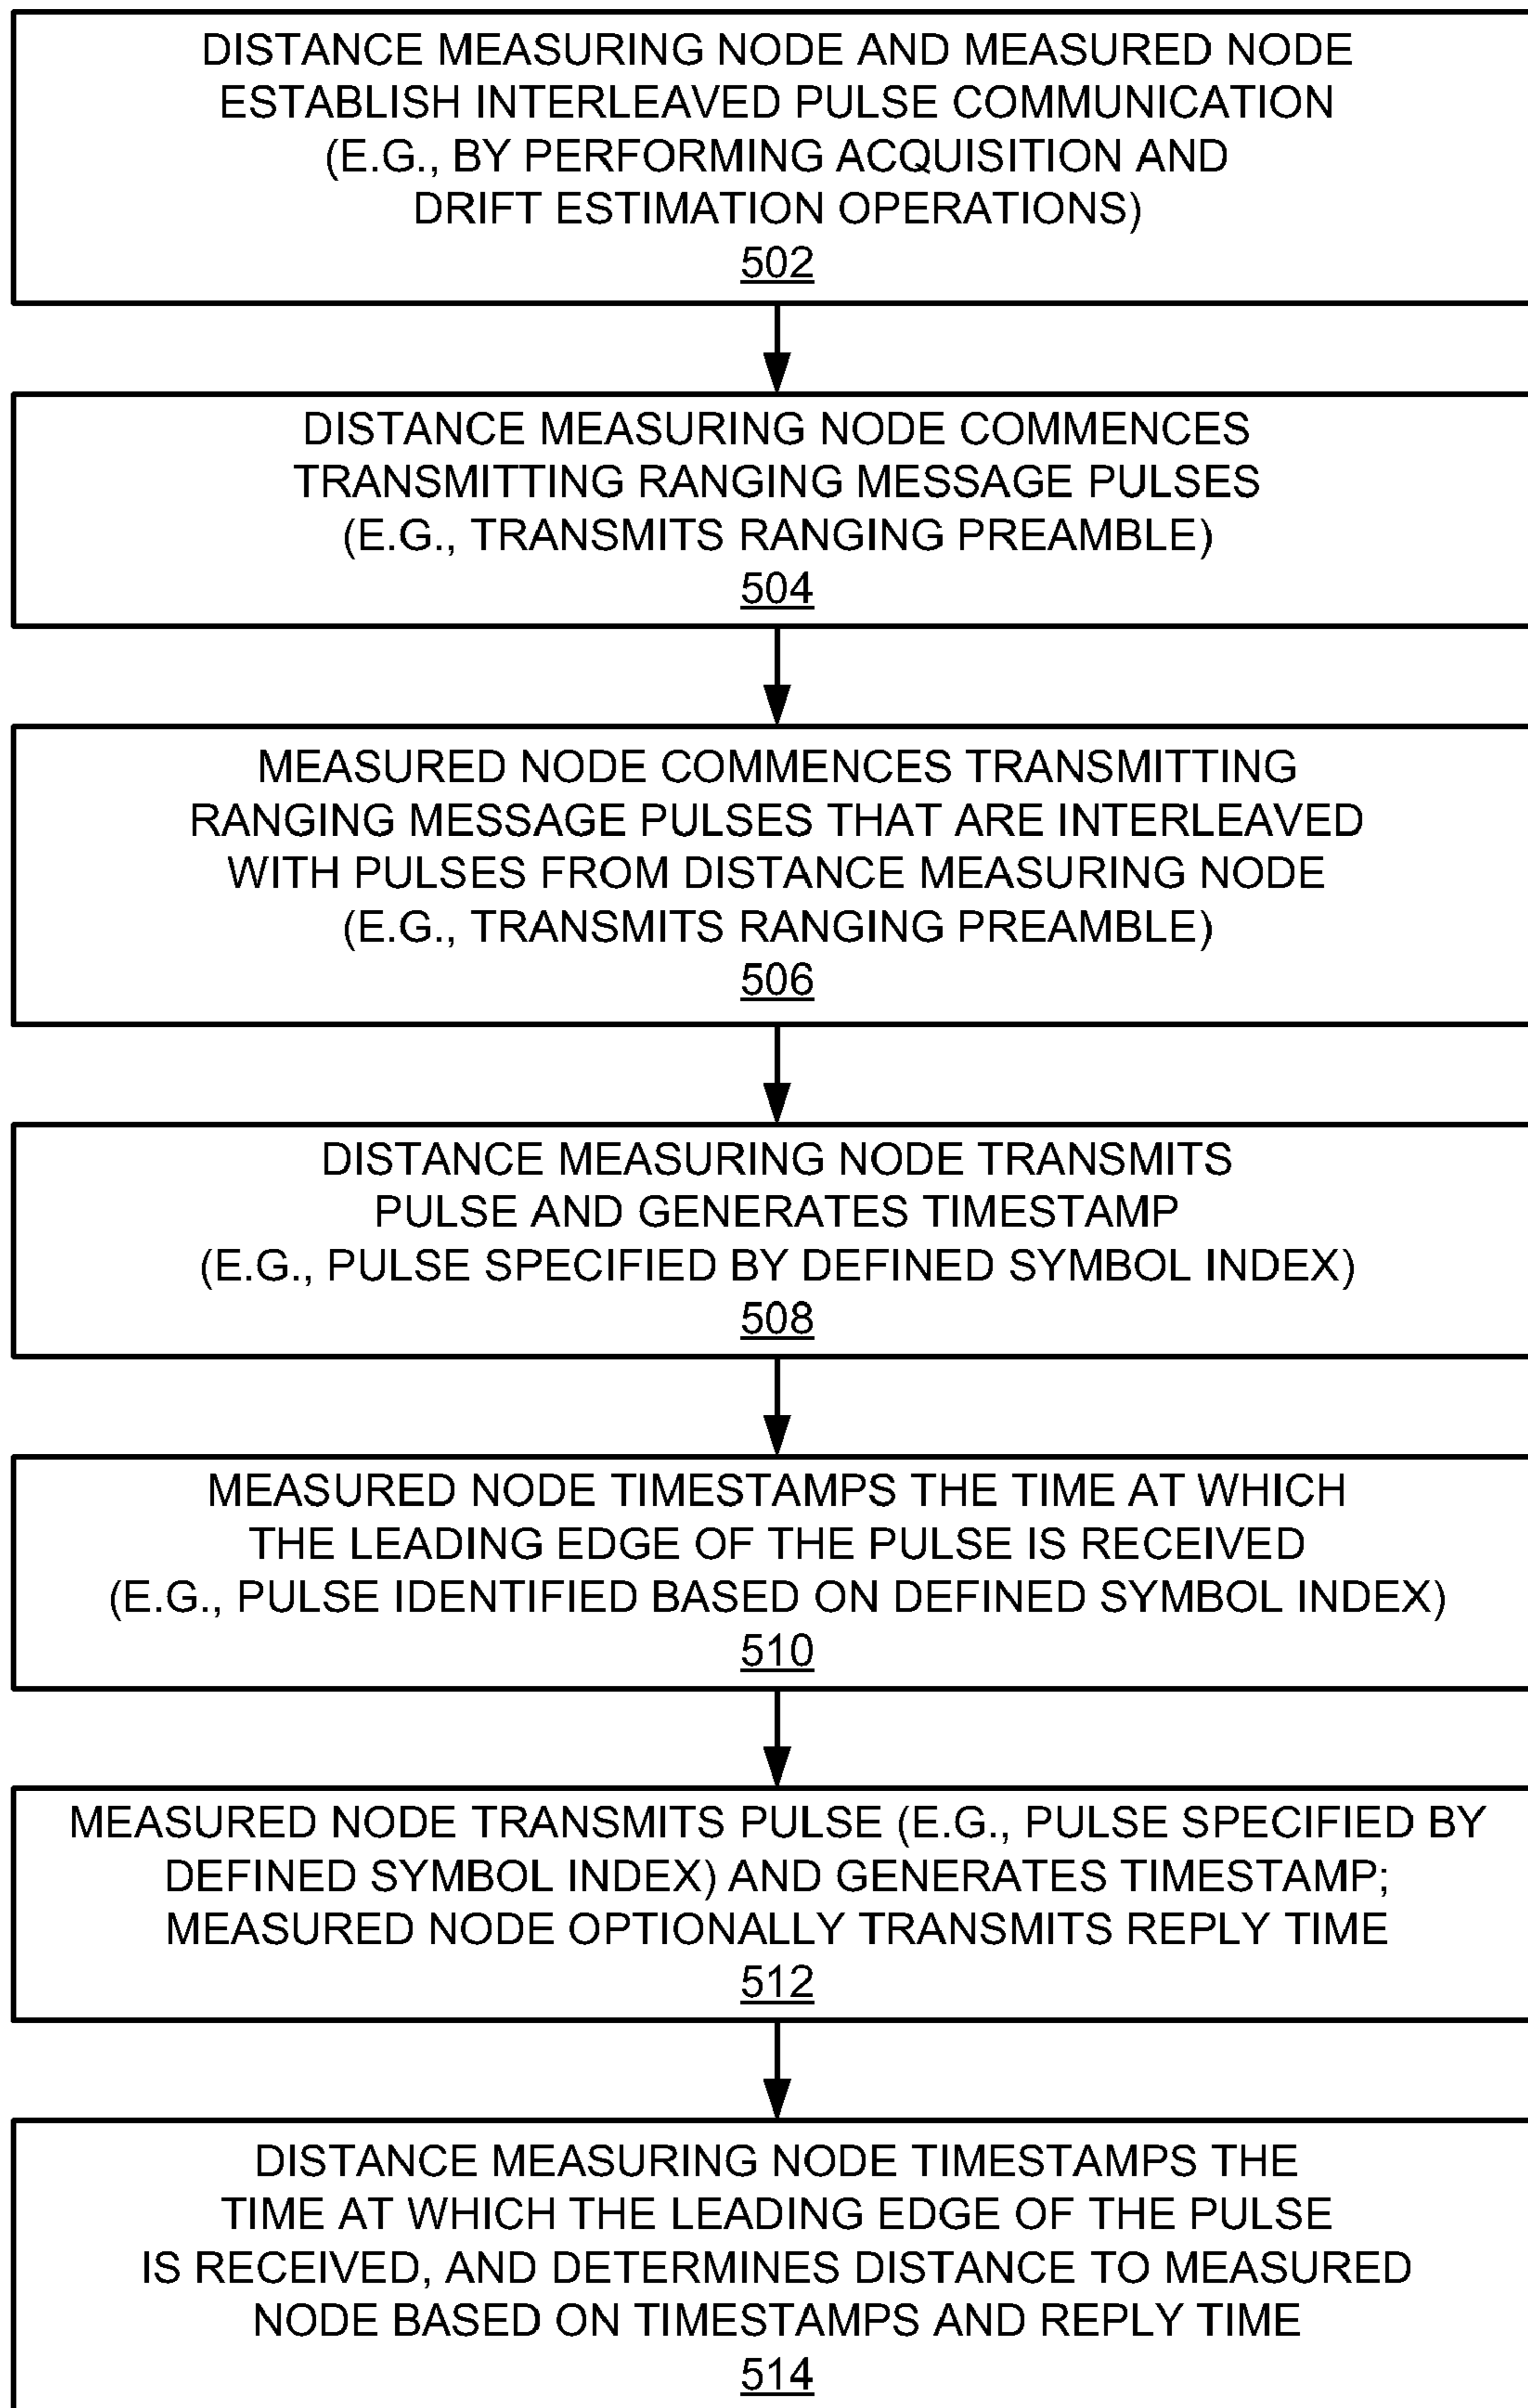 DISTANCE MEASURING NODE AND MEASURED NODE
ESTABLISH INTERLEAVED PULSE COMMUNICATION
(E.G., BY PERFORMING ACQUISITION AND
DRIFT ESTIMATION OPERATIONS)
502
DISTANCE MEASURING NODE COMMENCES
TRANSMITTING RANGING MESSAGE PULSES
(E.G., TRANSMITS RANGING PREAMBLE)
504
MEASURED NODE COMMENCES TRANSMITTING
RANGING MESSAGE PULSES THAT ARE INTERLEAVED
WITH PULSES FROM DISTANCE MEASURING NODE
(E.G., TRANSMITS RANGING PREAMBLE)
506
DISTANCE MEASURING NODE TRANSMITS
PULSE AND GENERATES TIMESTAMP
(E.G., PULSE SPECIFIED BY DEFINED SYMBOL INDEX)
508
MEASURED NODE TIMESTAMPS THE TIME AT WHICH
THE LEADING EDGE OF THE PULSE IS RECEIVED
(E.G., PULSE IDENTIFIED BASED ON DEFINED SYMBOL INDEX)
510
MEASURED NODE TRANSMITS PULSE (E.G., PULSE SPECIFIED BY
DEFINED SYMBOL INDEX) AND GENERATES TIMESTAMP;
MEASURED NODE OPTIONALLY TRANSMITS REPLY TIME
512
DISTANCE MEASURING NODE TIMESTAMPS THE
TIME AT WHICH THE LEADING EDGE OF THE PULSE
IS RECEIVED, AND DETERMINES DISTANCE TO MEASURED
NODE BASED ON TIMESTAMPS AND REPLY TIME
514